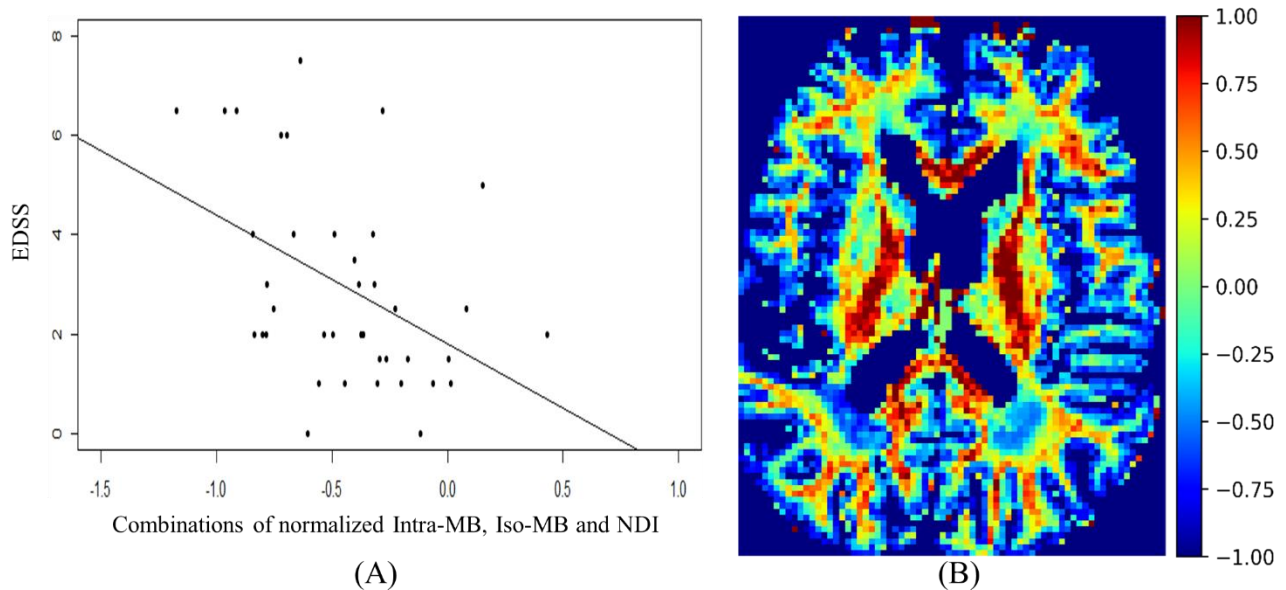 8
6
4
2
0
EDSS
-1.5 -1.0 -0.5 0.0 0.5 1.0
Combinations of normalized Intra-MB, Iso-MB and NDI
(A)
1.00
0.75
0.50
0.25
0.00
−0.25
−0.50
−0.75
−1.00
(B)